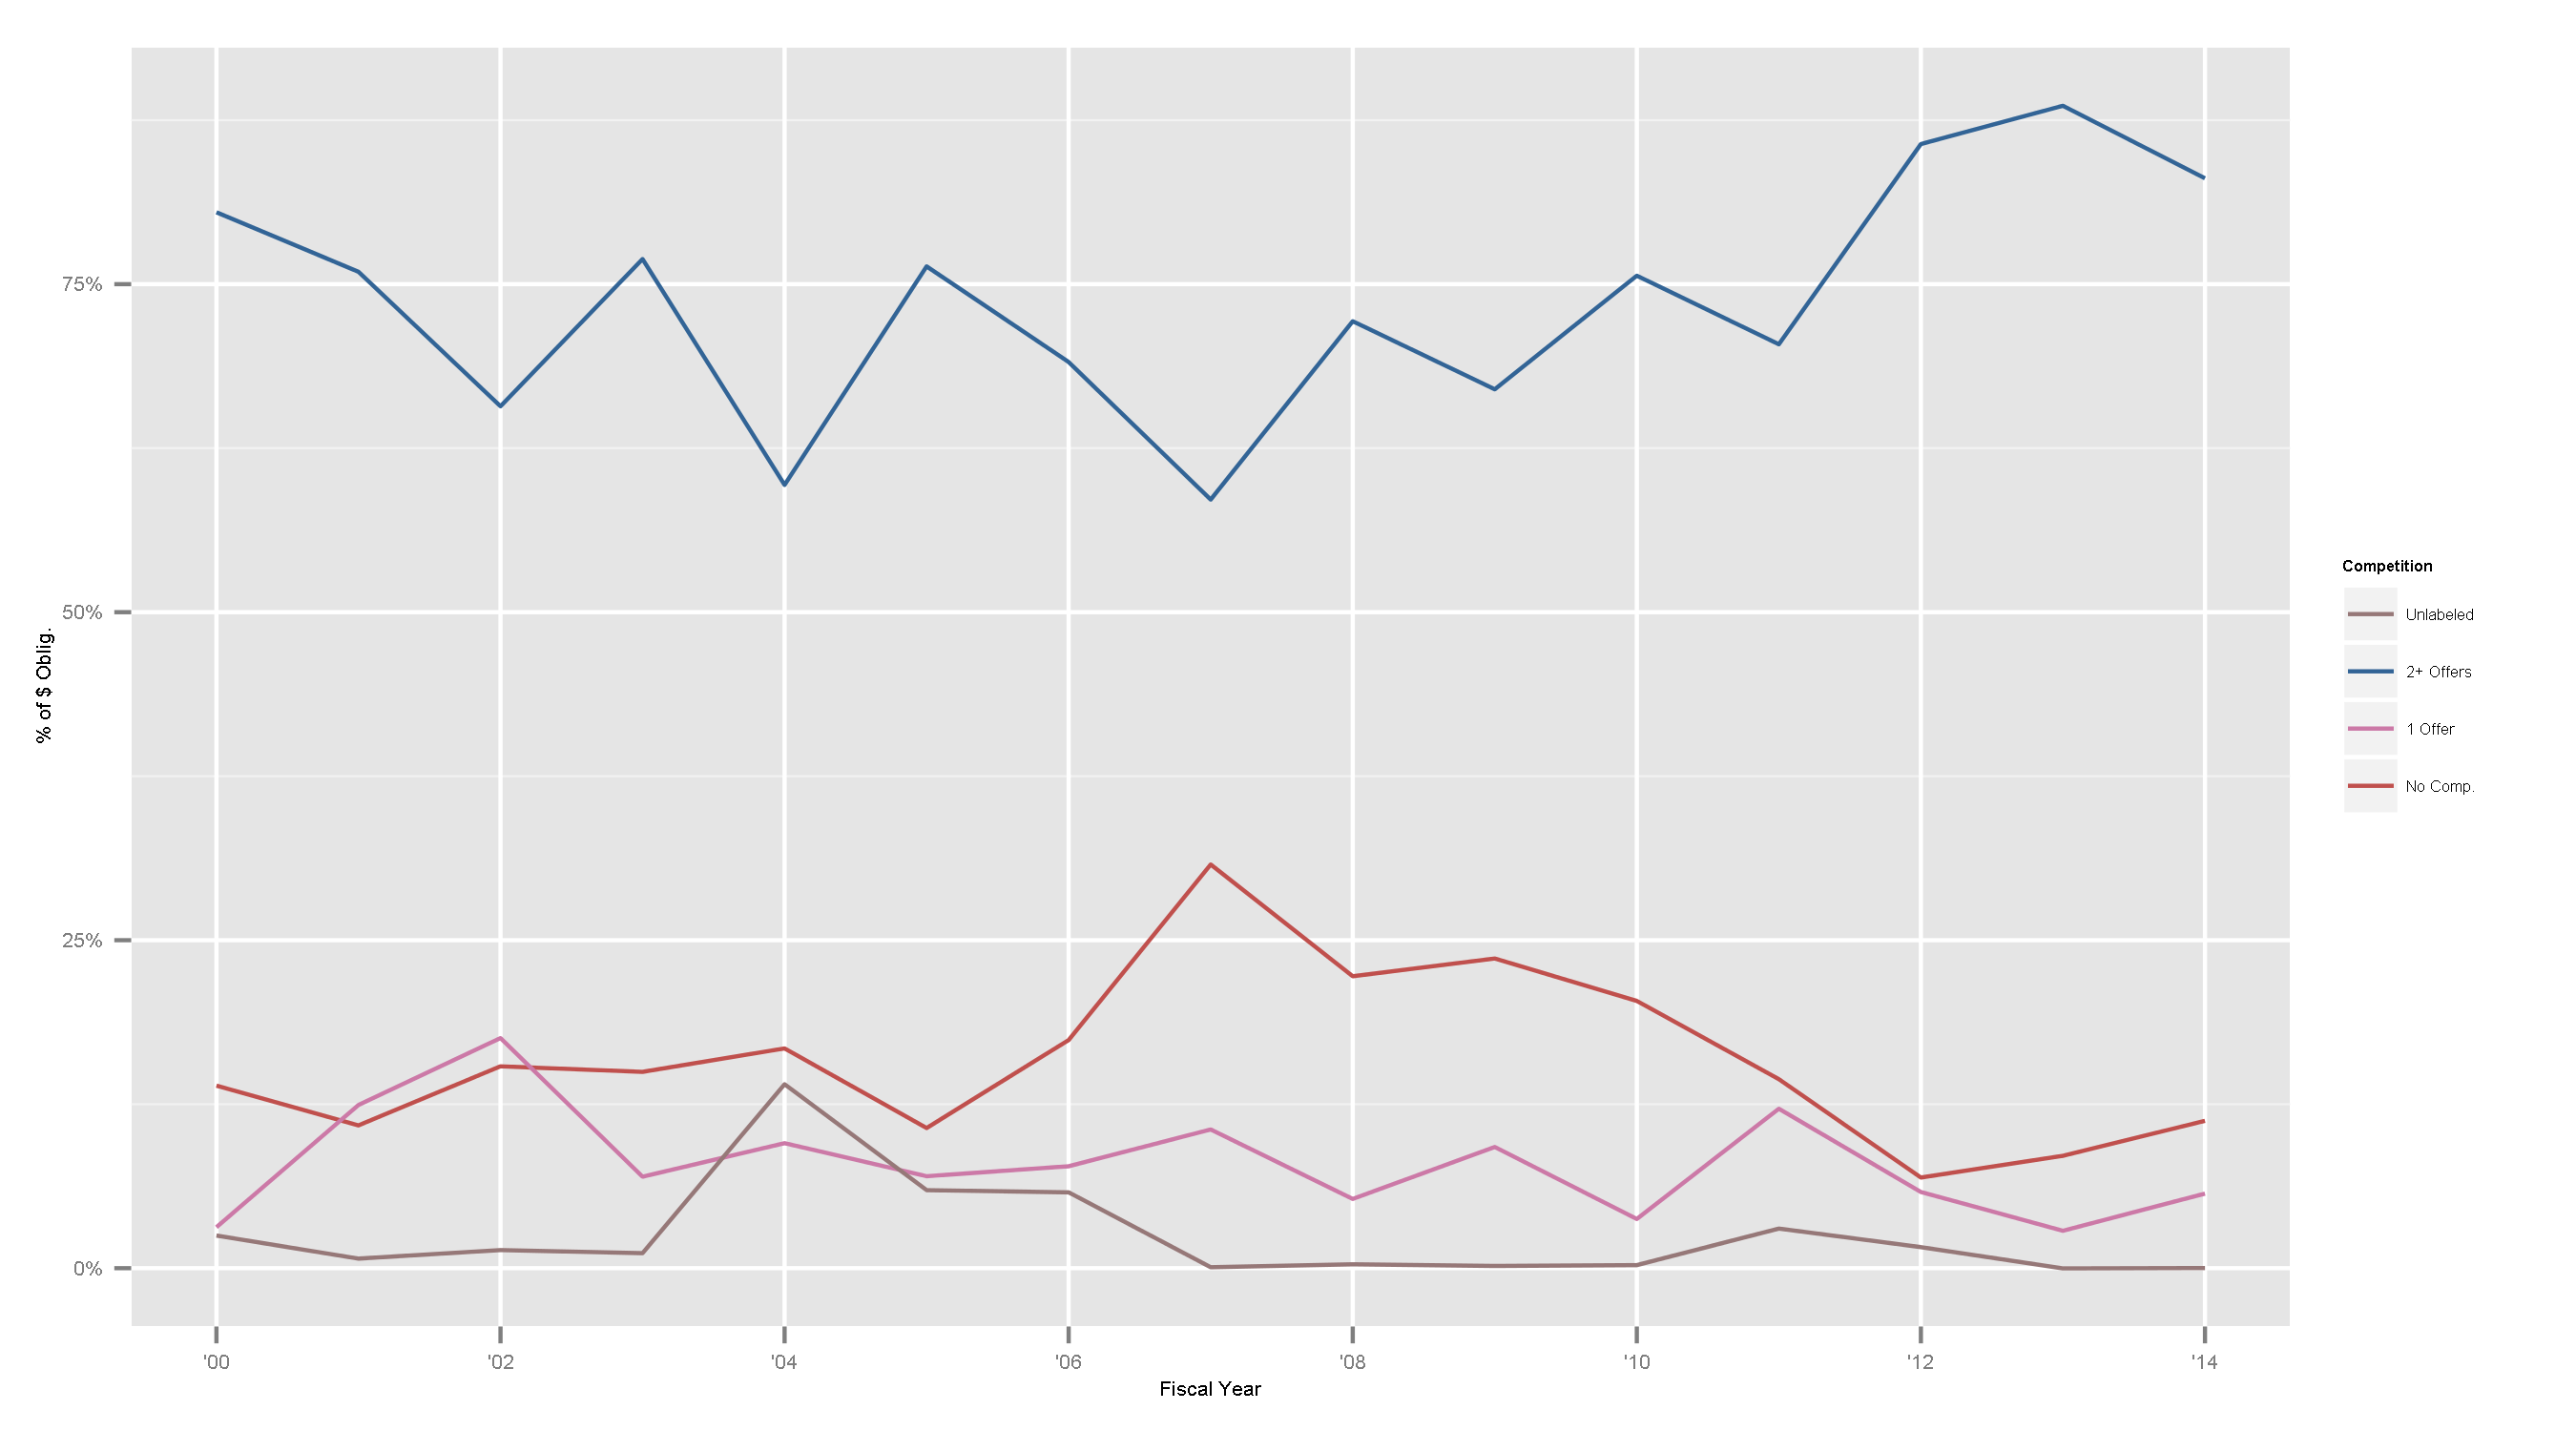 75%
50%
25%
0%
% of $ Oblig.
'00 '02 '04 '06 '08 '10 '12 '14
Fiscal Year
Competition
Unlabeled
2+ Offers
1 Offer
No Comp.